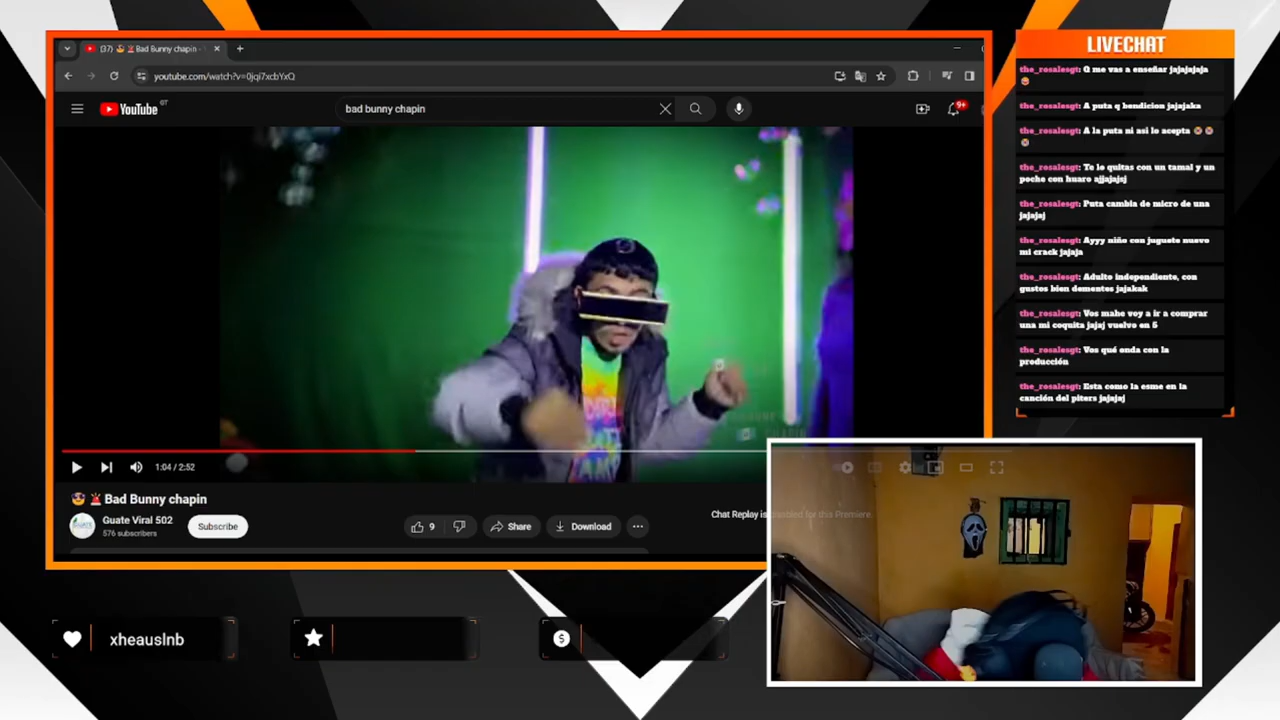 (37) 🤠 🚨Bad Bunny chapin -
youtube.com/watch?v=0jqi7xcbYxQ
YouTube GT
bad bunny chapin
9+
1:04 / 2:52
🤠 🚨Bad Bunny chapin
Guate Viral 502
576 subscribers
Subscribe
9
Share
Download
Chat Replay is disabled for this Premiere.
LIVECHAT
the_rosalesgt: Q me vas a enseñar jajajajaja
the_rosalesgt: A puta q bendicion jajajaka
the_rosalesgt: A la puta ni asi lo acepta
the_rosalesgt: Te lo quitas con un tamal y un
poche con huaro ajjajajsj
the_rosalesgt: Puta cambia de micro de una
jajajaj
the_rosalesgt: Ayyy niño con juguete nuevo
mi crack jajaja
the_rosalesgt: Adulto independiente, con
gustos bien dementes jajakak
the_rosalesgt: Vos mahe voy a ir a comprar
una mi coquita jajaj vuelvo en 5
the_rosalesgt: Vos qué onda con la
producción
the_rosalesgt: Esta como la esme en la
canción del piters jajajaj
xheauslnb